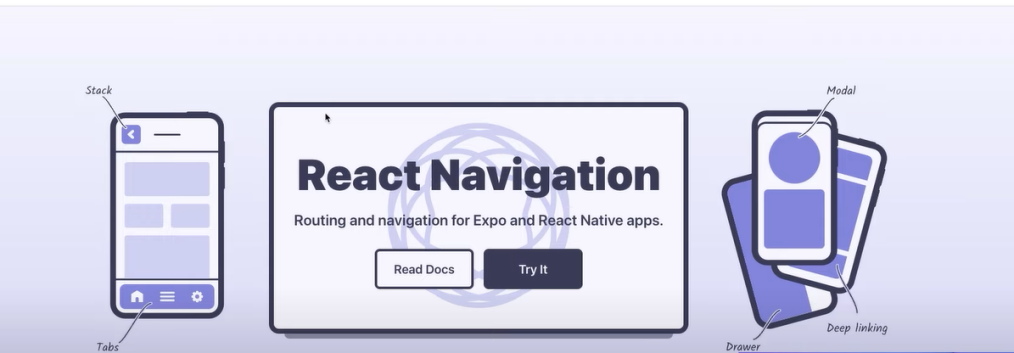 Stack
Modal
React Navigation
Routing and navigation for Expo and React Native apps.
Read Docs
Try It
Deep linking
Tabs
Drawer